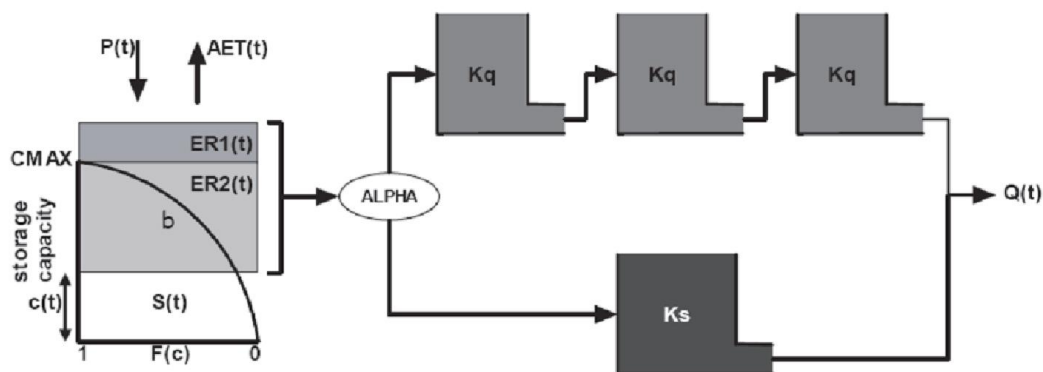 P(t)
AET(t)
Kq
Kq
Kq
ER1(t)
CMAX
ER2(t)
ALPHA
Q(t)
b
storage
capacity
c(t)
S(t)
Ks
1
F(c)
0